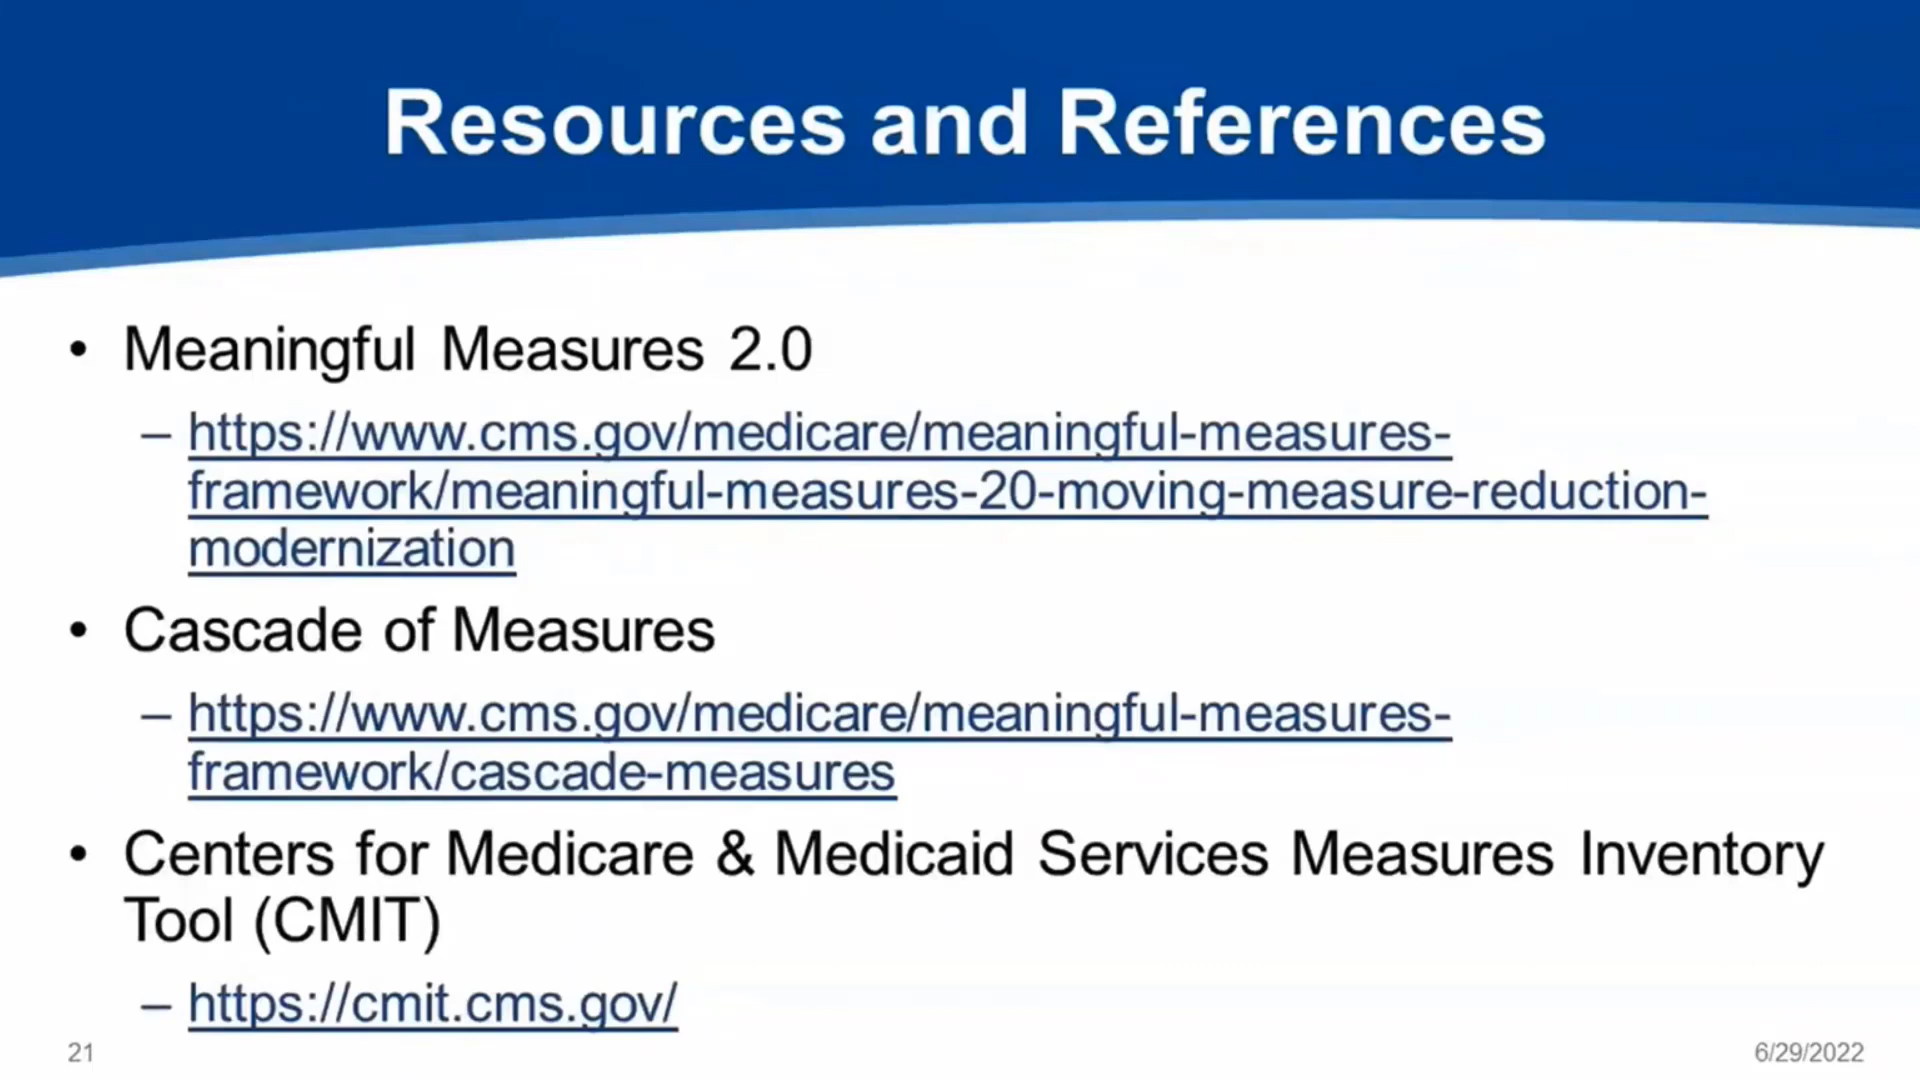 Resources and References
• Meaningful Measures 2.0
– https://www.cms.gov/medicare/meaningful-measures-
framework/meaningful-measures-20-moving-measure-reduction-
modernization
• Cascade of Measures
– https://www.cms.gov/medicare/meaningful-measures-
framework/cascade-measures
• Centers for Medicare & Medicaid Services Measures Inventory
Tool (CMIT)
– https://cmit.cms.gov/
21
6/29/2022